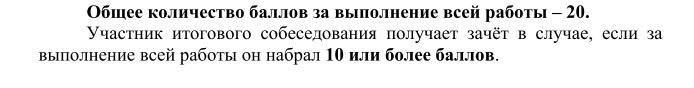 Общее количество баллов за выполнение всей работы – 20.
Участник итогового собеседования получает зачёт в случае, если за
выполнение всей работы он набрал 10 или более баллов.